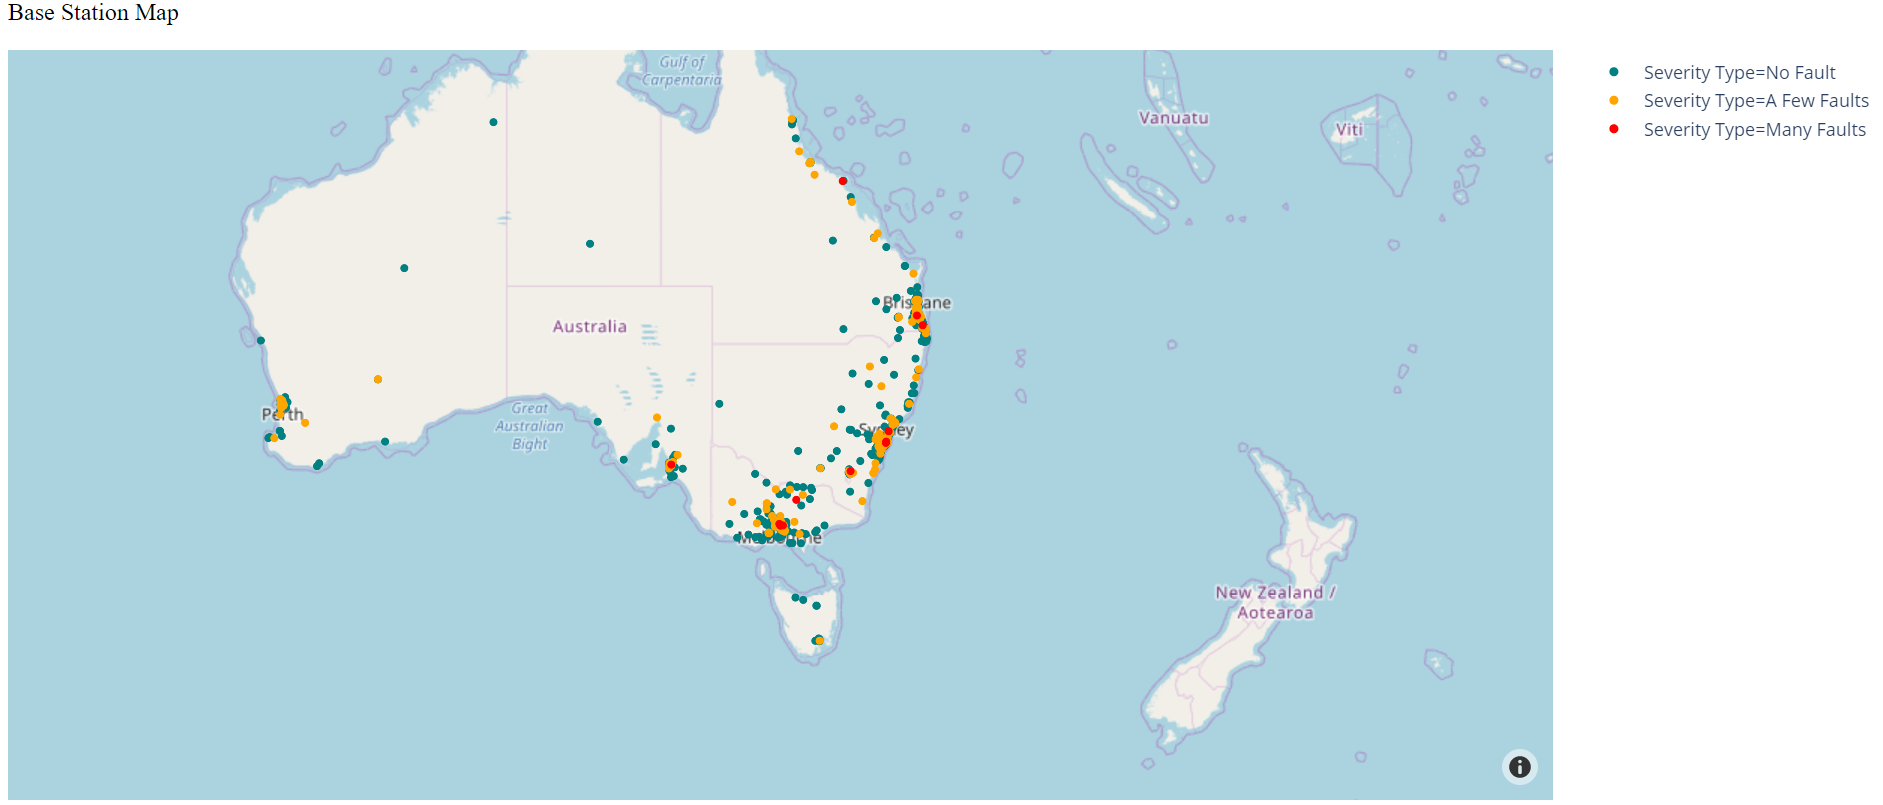 Base Station Map
Severity Type=No Fault
Severity Type=A Few Faults
Severity Type=Many Faults
Gulf of
Carpentaria
Vanuatu
Viti
Brisbane
Australia
Great
Australian
Bight
Perth
Sydney
Melbourne
New Zealand /
Aotearoa